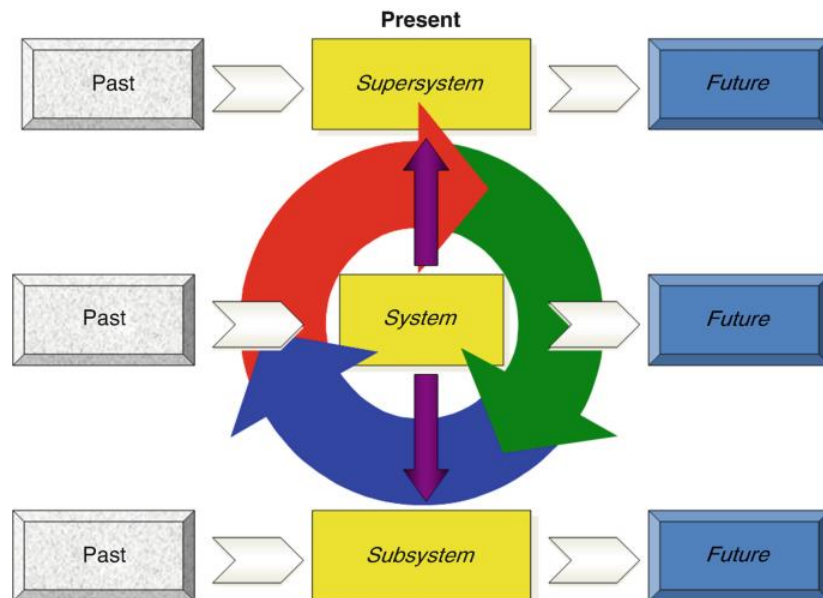 Present
Past
Supersystem
Future
Past
System
Future
Past
Subsystem
Future